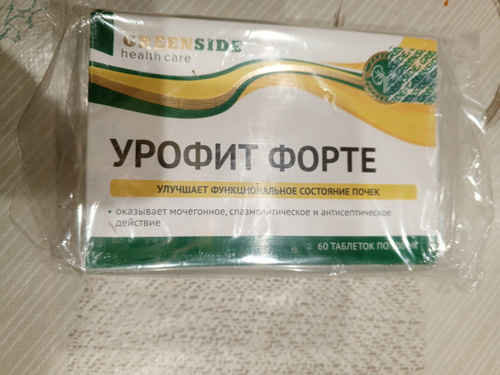 GREENSIDE
health care
УРОФИТ ФОРТЕ
УЛУЧШАЕТ ФУНКЦИОНАЛЬНОЕ СОСТОЯНИЕ ПОЧЕК
• оказывает мочегонное, спазмолитическое и антисептическое
действие
60 ТАБЛЕТОК ПО